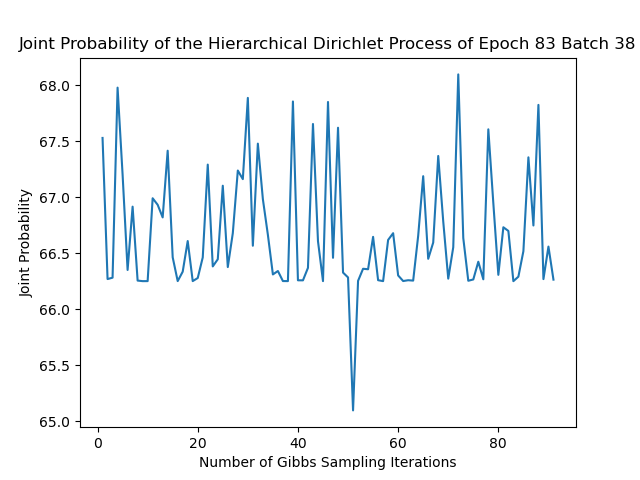 Joint Probability of the Hierarchical Dirichlet Process of Epoch 83 Batch 38
68.0
67.5
67.0
66.5
66.0
65.5
65.0
Joint Probability
0 20 40 60 80
Number of Gibbs Sampling Iterations